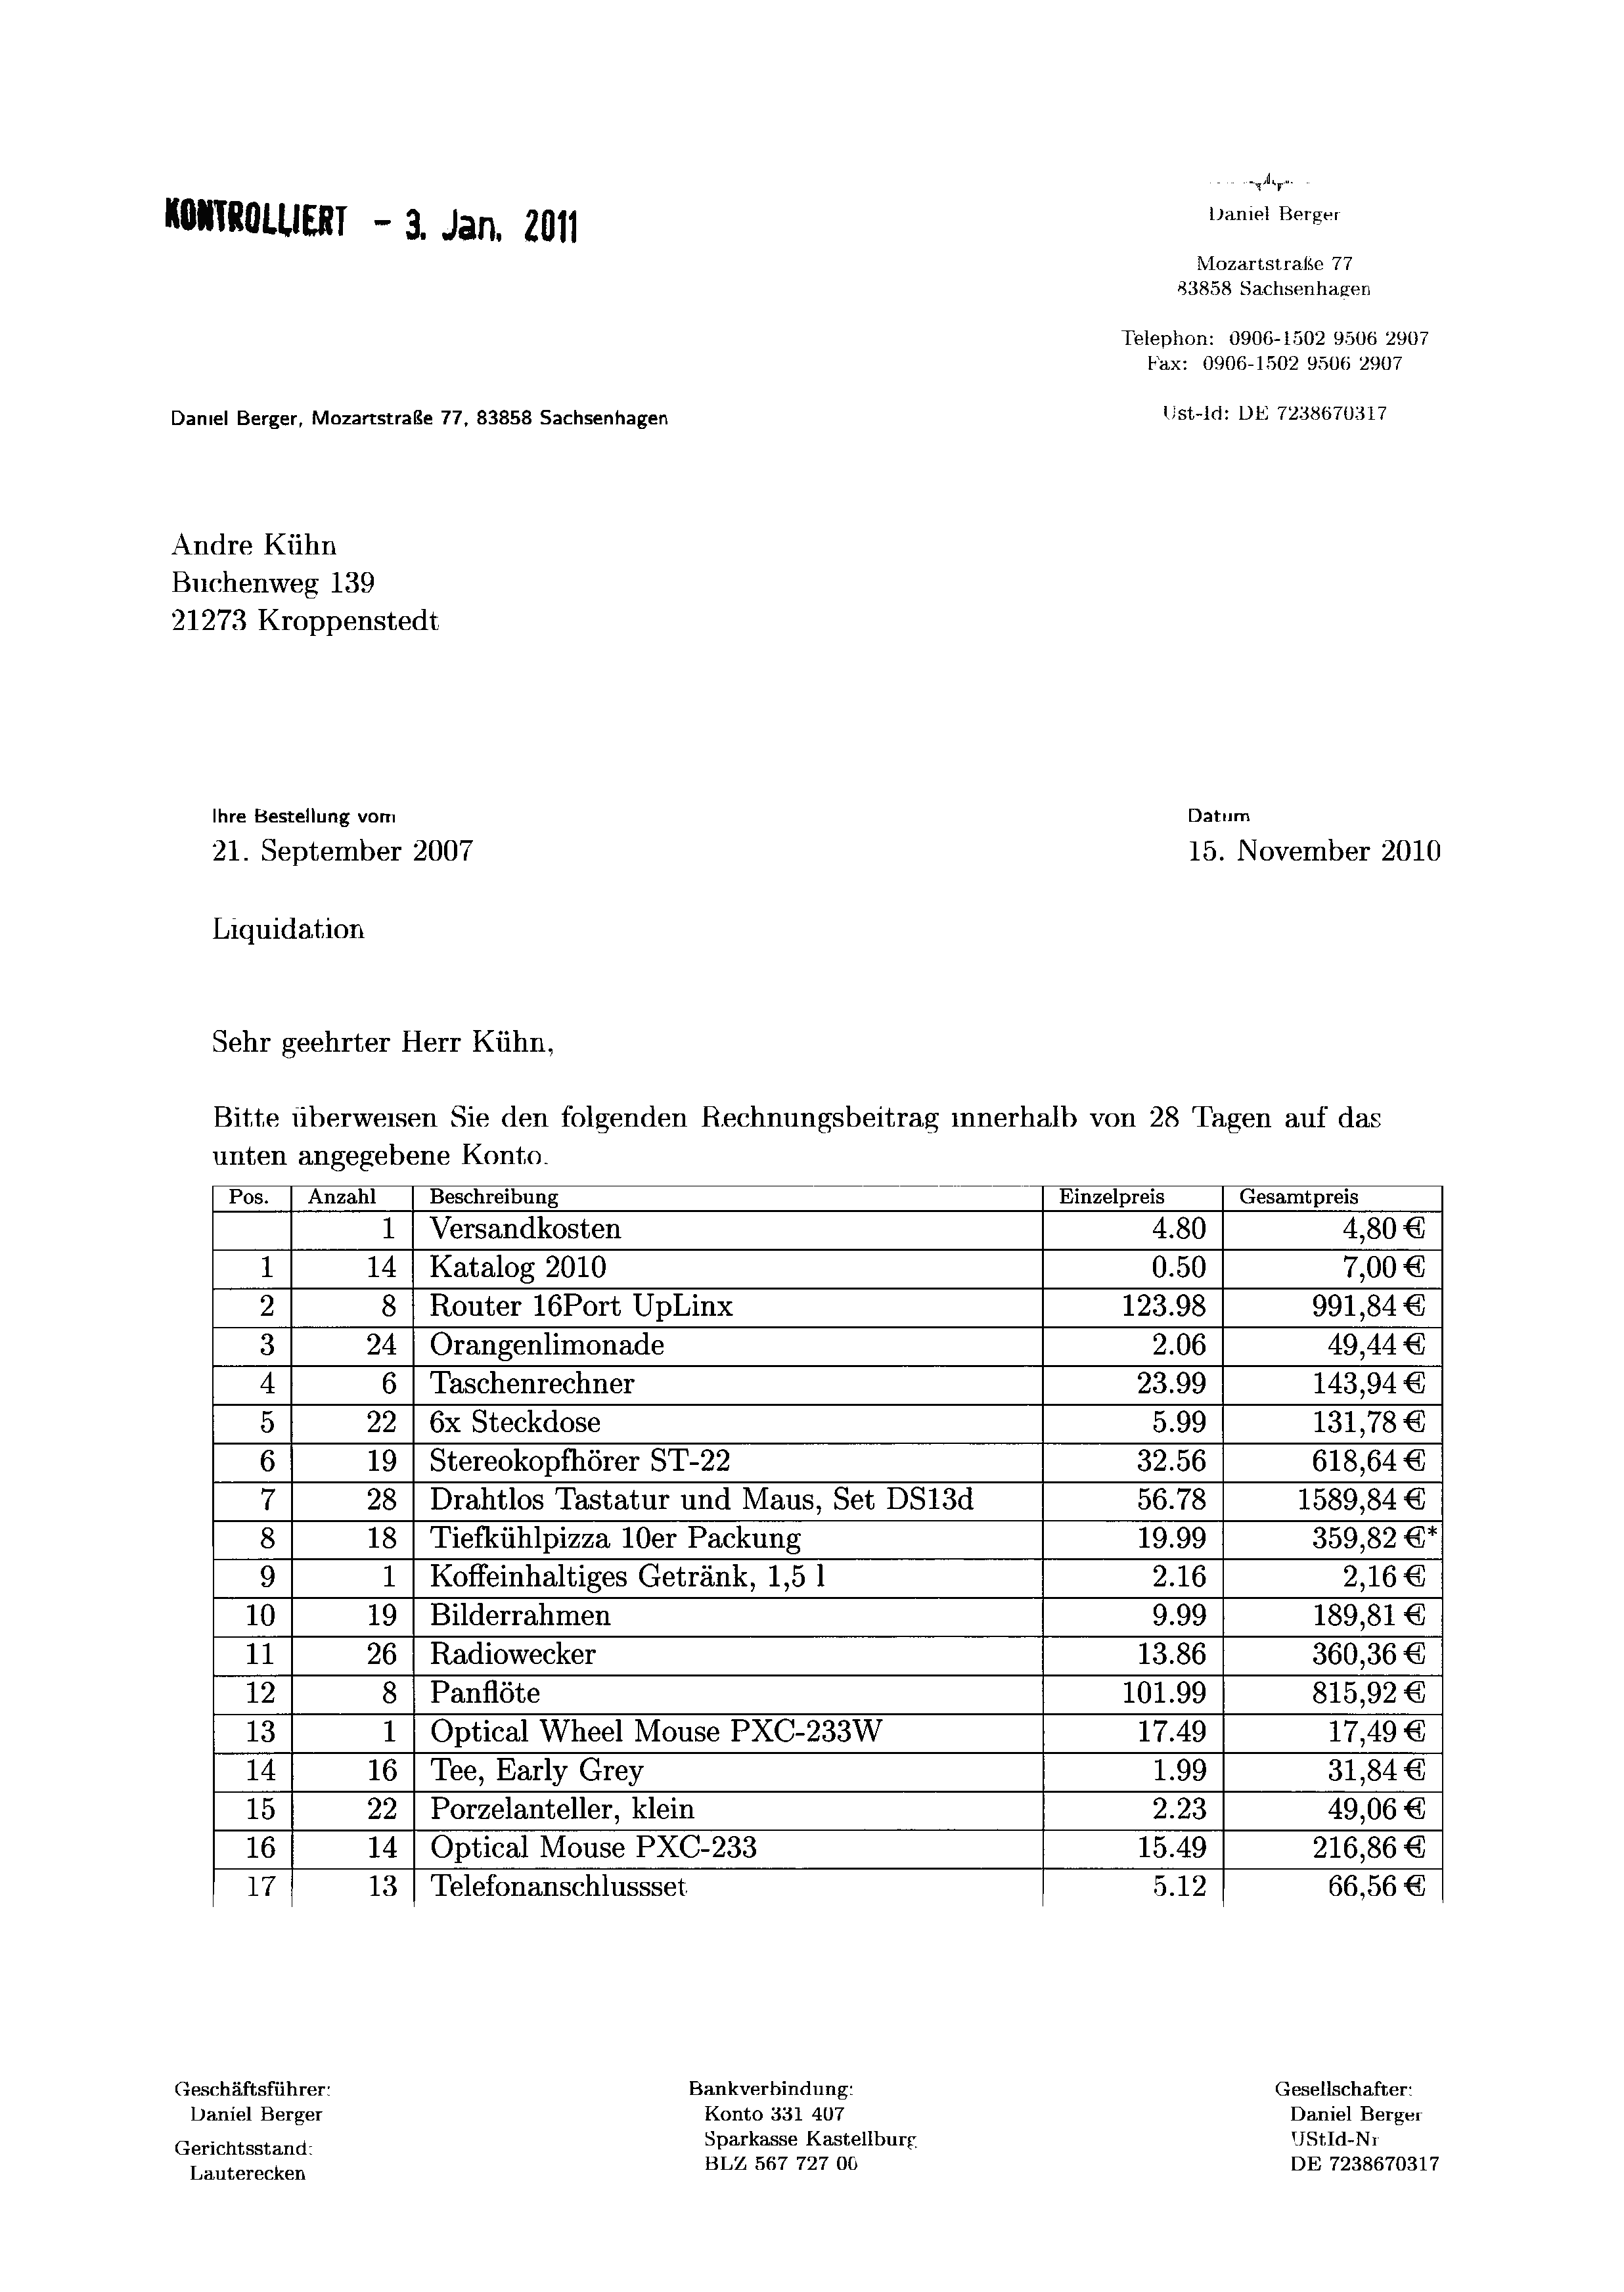 KONTROLLIERT - 3. Jan. 2011
Daniel Berger
Mozartstraße 77
83858 Sachsenhagen
Telephon: 0906-1502 9506 2907
Fax: 0906-1502 9506 2907
Ust-Id: DE 7238670317
Daniel Berger, Mozartstraße 77, 83858 Sachsenhagen
Andre Kühn
Buchenweg 139
21273 Kroppenstedt
Ihre Bestellung vom Datum
21. September 2007 15. November 2010
Liquidation
Sehr geehrter Herr Kühn,
Bitte überweisen Sie den folgenden Rechnungsbeitrag innerhalb von 28 Tagen auf das
unten angegebene Konto.
Pos. Anzahl Beschreibung Einzelpreis Gesamtpreis
1 Versandkosten 4.80 4,80 €
1 14 Katalog 2010 0.50 7,00 €
2 8 Router 16Port UpLinx 123.98 991,84 €
3 24 Orangenlimonade 2.06 49,44 €
4 6 Taschenrechner 23.99 143,94 €
5 22 6x Steckdose 5.99 131,78 €
6 19 Stereokopfhörer ST-22 32.56 618,64 €
7 28 Drahtlos Tastatur und Maus, Set DS13d 56.78 1589,84 €
8 18 Tiefkühlpizza 10er Packung 19.99 359,82 €*
9 1 Koffeinhaltiges Getränk, 1,5 l 2.16 2,16 €
10 19 Bilderrahmen 9.99 189,81 €
11 26 Radiowecker 13.86 360,36 €
12 8 Panflöte 101.99 815,92 €
13 1 Optical Wheel Mouse PXC-233W 17.49 17,49 €
14 16 Tee, Early Grey 1.99 31,84 €
15 22 Porzelanteller, klein 2.23 49,06 €
16 14 Optical Mouse PXC-233 15.49 216,86 €
17 13 Telefonanschlussset 5.12 66,56 €
Geschäftsführer: Bankverbindung: Gesellschafter:
Daniel Berger Konto 331 407 Daniel Berger
Gerichtsstand: Sparkasse Kastellburg UStId-Nr
Lauterecken BLZ 567 727 00 DE 7238670317